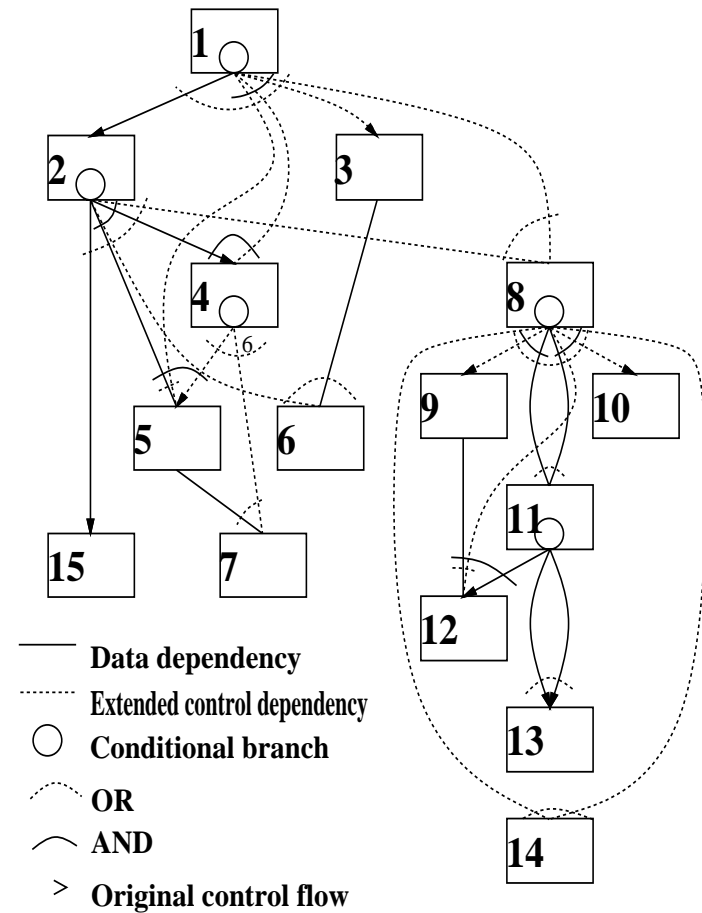 1
2
3
4
8
6
9
10
5
6
11
15
7
12
13
14
Data dependency
Extended control dependency
Conditional branch
OR
AND
Original control flow